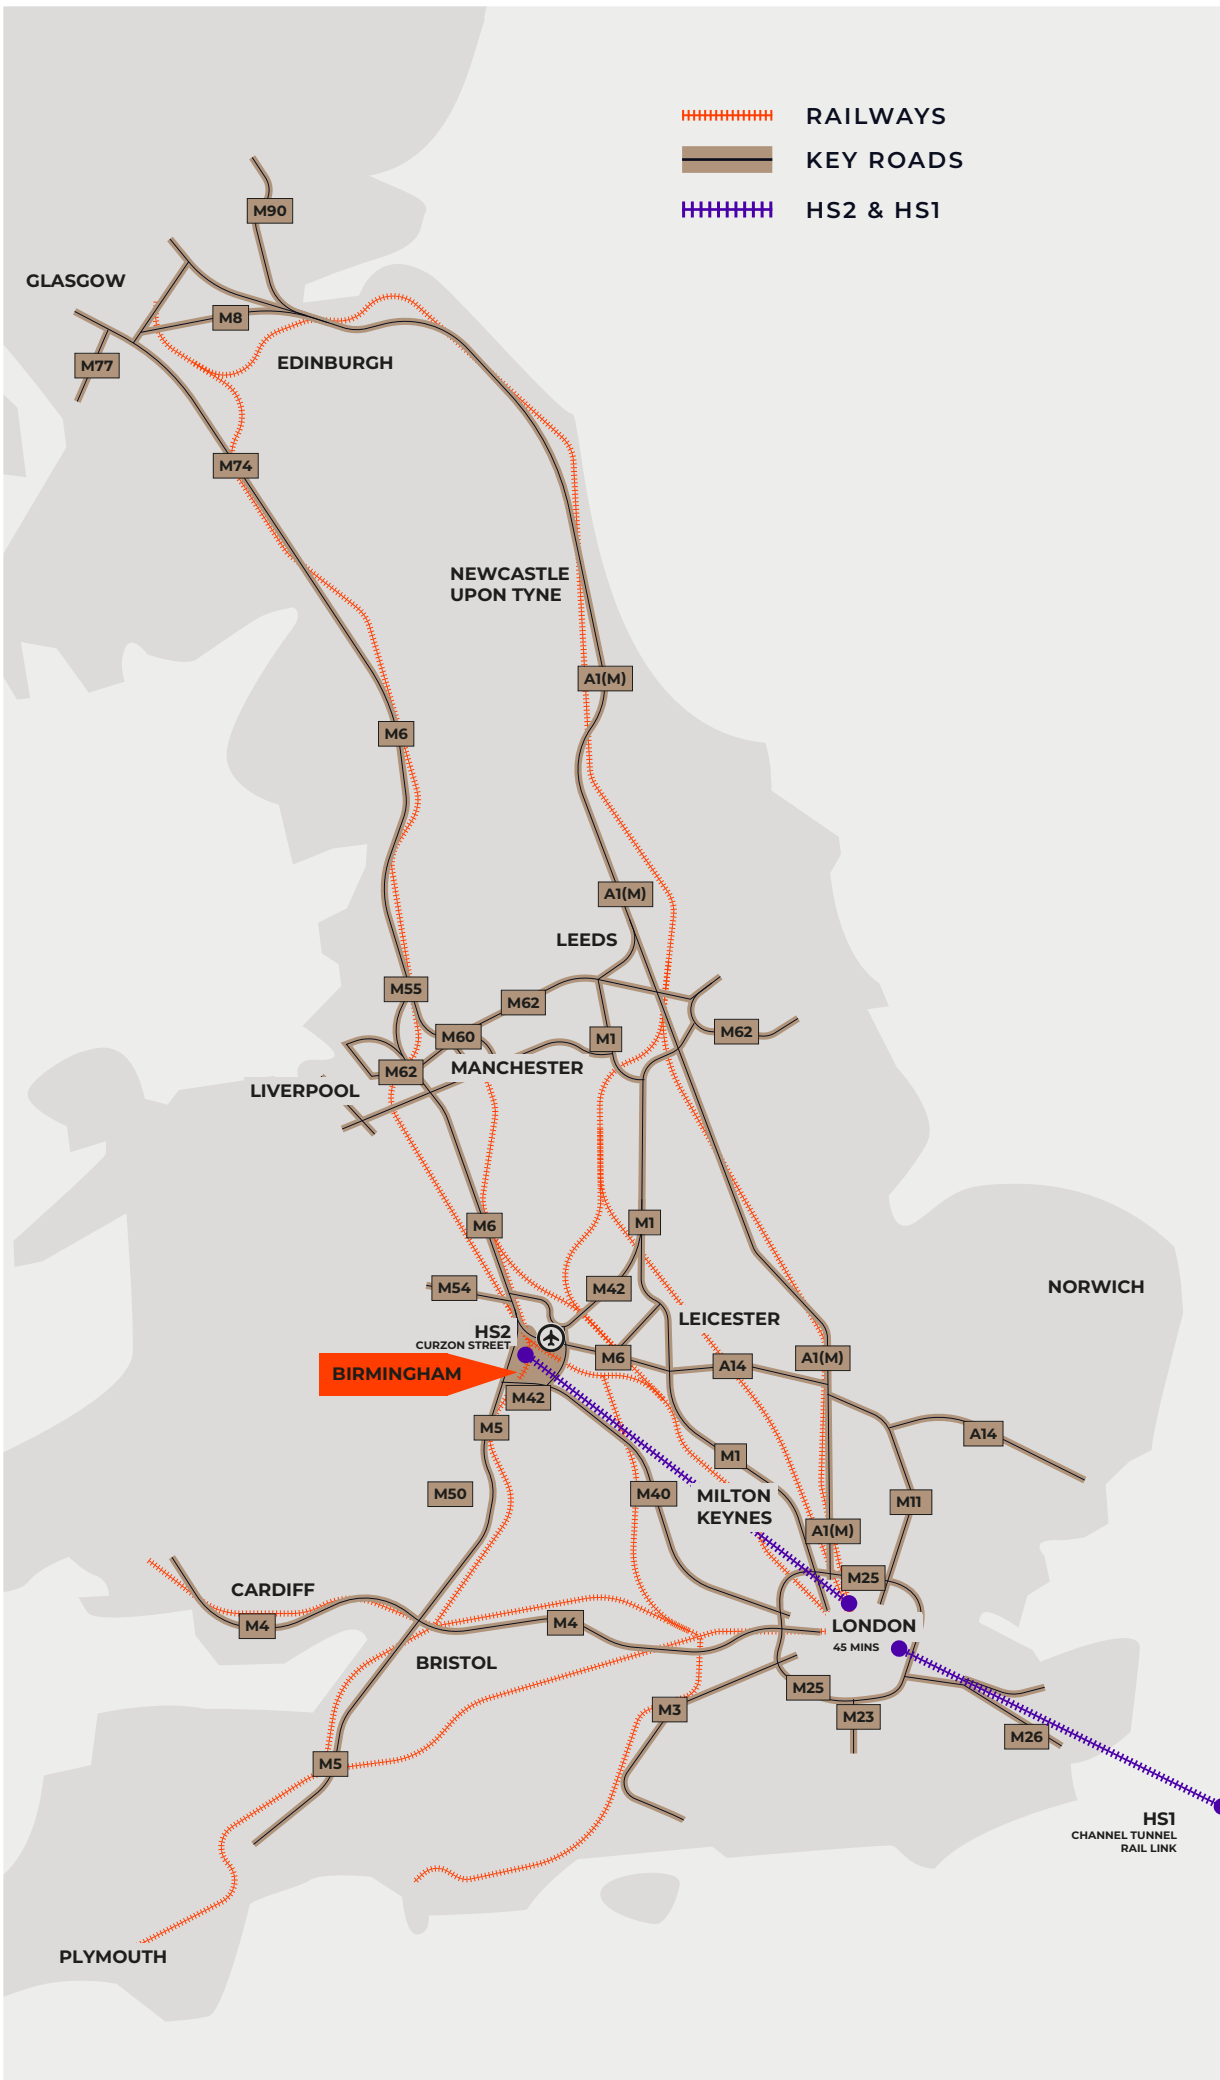 RAILWAYS
KEY ROADS
HS2 & HS1
M90
GLASGOW
M8
EDINBURGH
M77
M74
NEWCASTLE
UPON TYNE
A1(M)
M6
A1(M)
LEEDS
M55
M62
M60
M1
M62
MANCHESTER
M62
LIVERPOOL
M6
M1
M54
M42
NORWICH
LEICESTER
HS2
CURZON STREET
M6
A14
A1(M)
BIRMINGHAM
M42
M5
A14
M1
M50
M40
MILTON
KEYNES
M11
A1(M)
M25
CARDIFF
M4
M4
LONDON
45 MINS
BRISTOL
M25
M3
M23
M26
M5
HS1
CHANNEL TUNNEL
RAIL LINK
PLYMOUTH